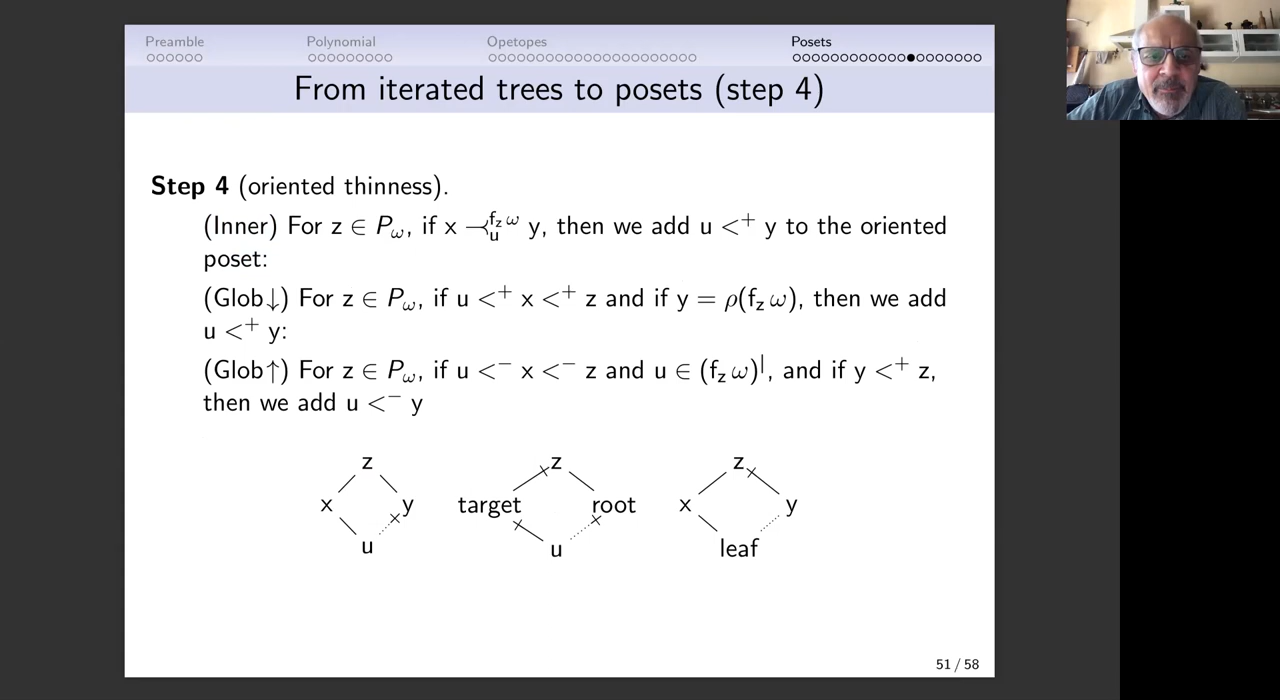 Preamble Polynomial Opetopes Posets
From iterated trees to posets (step 4)
Step 4 (oriented thinness).
(Inner) For z ∈ P_ω, if x ⤙_u^{f_z ω} y, then we add u <⁺ y to the oriented
poset:
(Glob↓) For z ∈ P_ω, if u <⁺ x <⁺ z and if y = ρ(f_z ω), then we add
u <⁺ y:
(Glob↑) For z ∈ P_ω, if u <⁻ x <⁻ z and u ∈ (f_z ω)^|, and if y <⁺ z,
then we add u <⁻ y
z z z
x y target root x y
u u leaf
51 / 58